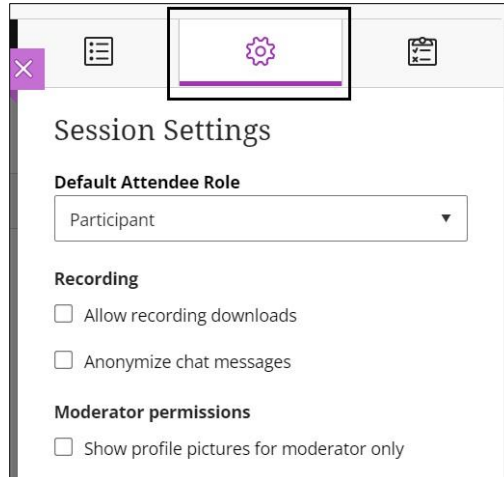 Session Settings
Default Attendee Role
Participant
Recording
Allow recording downloads
Anonymize chat messages
Moderator permissions
Show profile pictures for moderator only